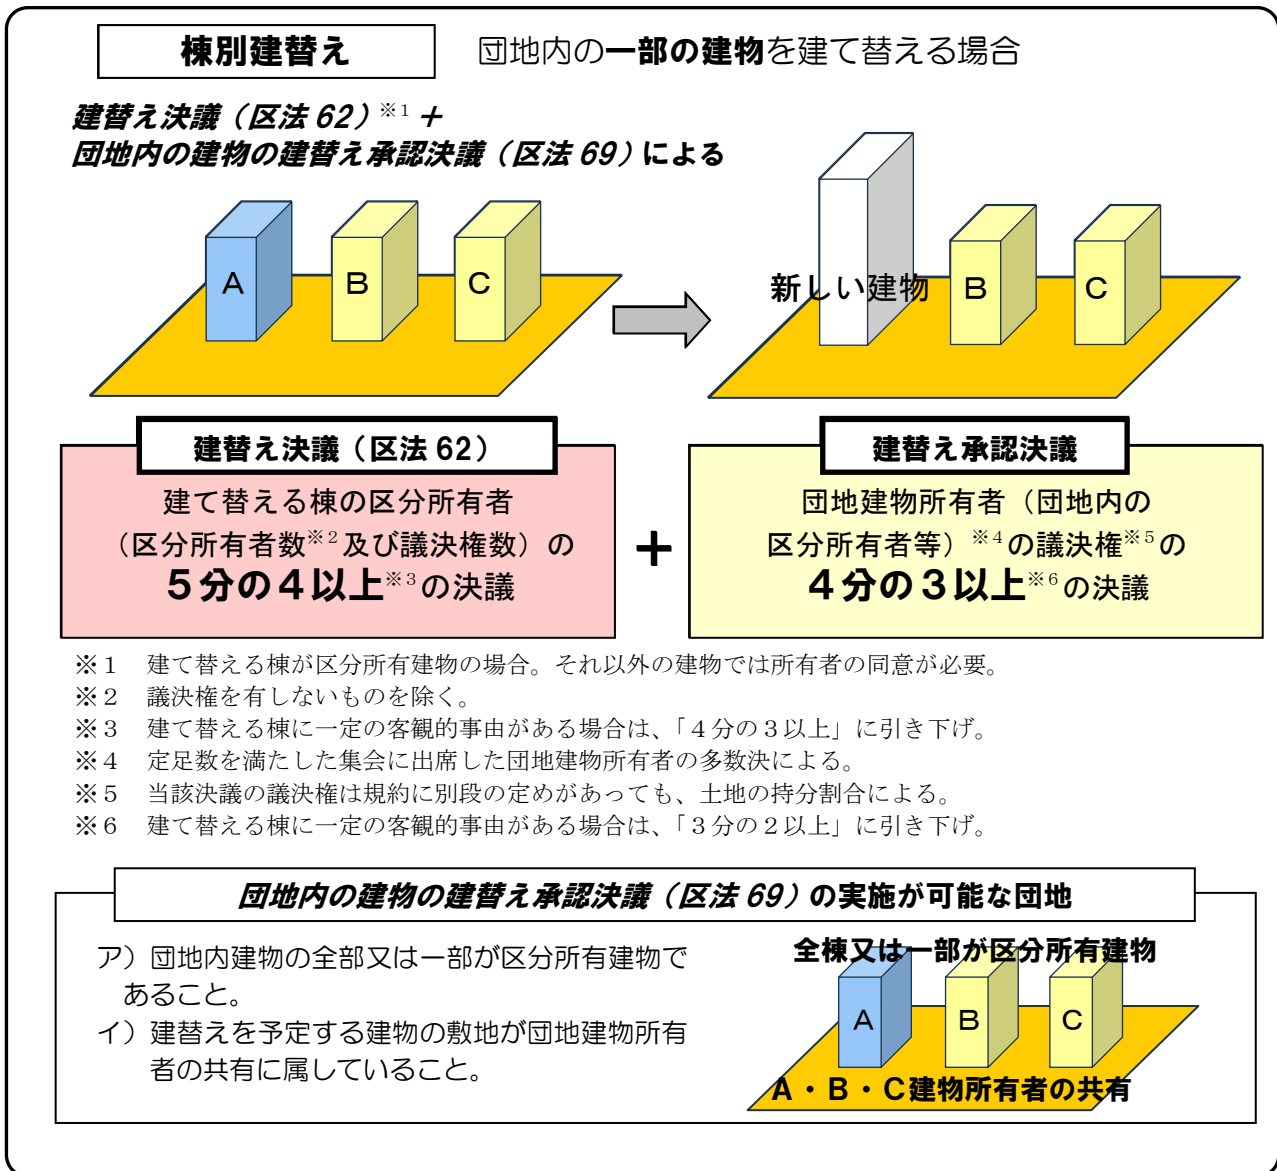 棟別建替え
団地内の一部の建物を建て替える場合
建替え決議（区法 62）※1＋
団地内の建物の建替え承認決議（区法 69）による
A
B
C
新しい建物
B
C
建替え決議（区法 62）
建て替える棟の区分所有者
（区分所有者数※2及び議決権数）の
５分の４以上※3の決議
＋
建替え承認決議
団地建物所有者（団地内の
区分所有者等）※4の議決権※5の
４分の３以上※6の決議
※１　建て替える棟が区分所有建物の場合。それ以外の建物では所有者の同意が必要。
※２　議決権を有しないものを除く。
※３　建て替える棟に一定の客観的事由がある場合は、「４分の３以上」に引き下げ。
※４　定足数を満たした集会に出席した団地建物所有者の多数決による。
※５　当該決議の議決権は規約に別段の定めがあっても、土地の持分割合による。
※６　建て替える棟に一定の客観的事由がある場合は、「３分の２以上」に引き下げ。
団地内の建物の建替え承認決議（区法 69）の実施が可能な団地
ア）団地内建物の全部又は一部が区分所有建物で
あること。
イ）建替えを予定する建物の敷地が団地建物所有
者の共有に属していること。
全棟又は一部が区分所有建物
A
B
C
A・B・C建物所有者の共有